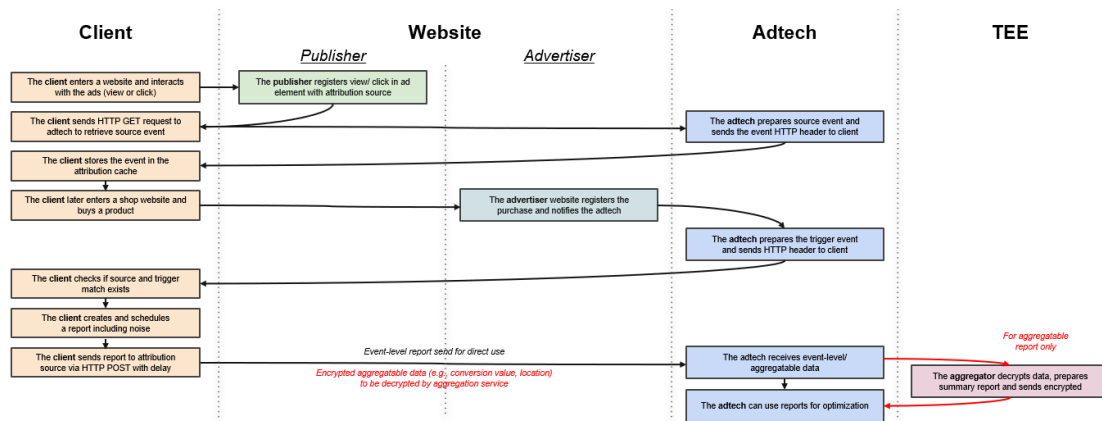 Client
Website
Adtech
TEE
Publisher
Advertiser
The client enters a website and interacts
with the ads (view or click)
The publisher registers view/ click in ad
element with attribution source
The client sends HTTP GET request to
adtech to retrieve source event
The adtech prepares source event and
sends the event HTTP header to client
The client stores the event in the
attribution cache
The client later enters a shop website and
buys a product
The advertiser website registers the
purchase and notifies the adtech
The adtech prepares the trigger event
and sends HTTP header to client
The client checks if source and trigger
match exists
The client creates and schedules
a report including noise
The client sends report to attribution
source via HTTP POST with delay
Event-level report send for direct use
Encrypted aggregatable data (e.g., conversion value, location)
to be decrypted by aggregation service
The adtech receives event-level/
aggregatable data
For aggregatable
report only
The aggregator decrypts data, prepares
summary report and sends encrypted
The adtech can use reports for optimization